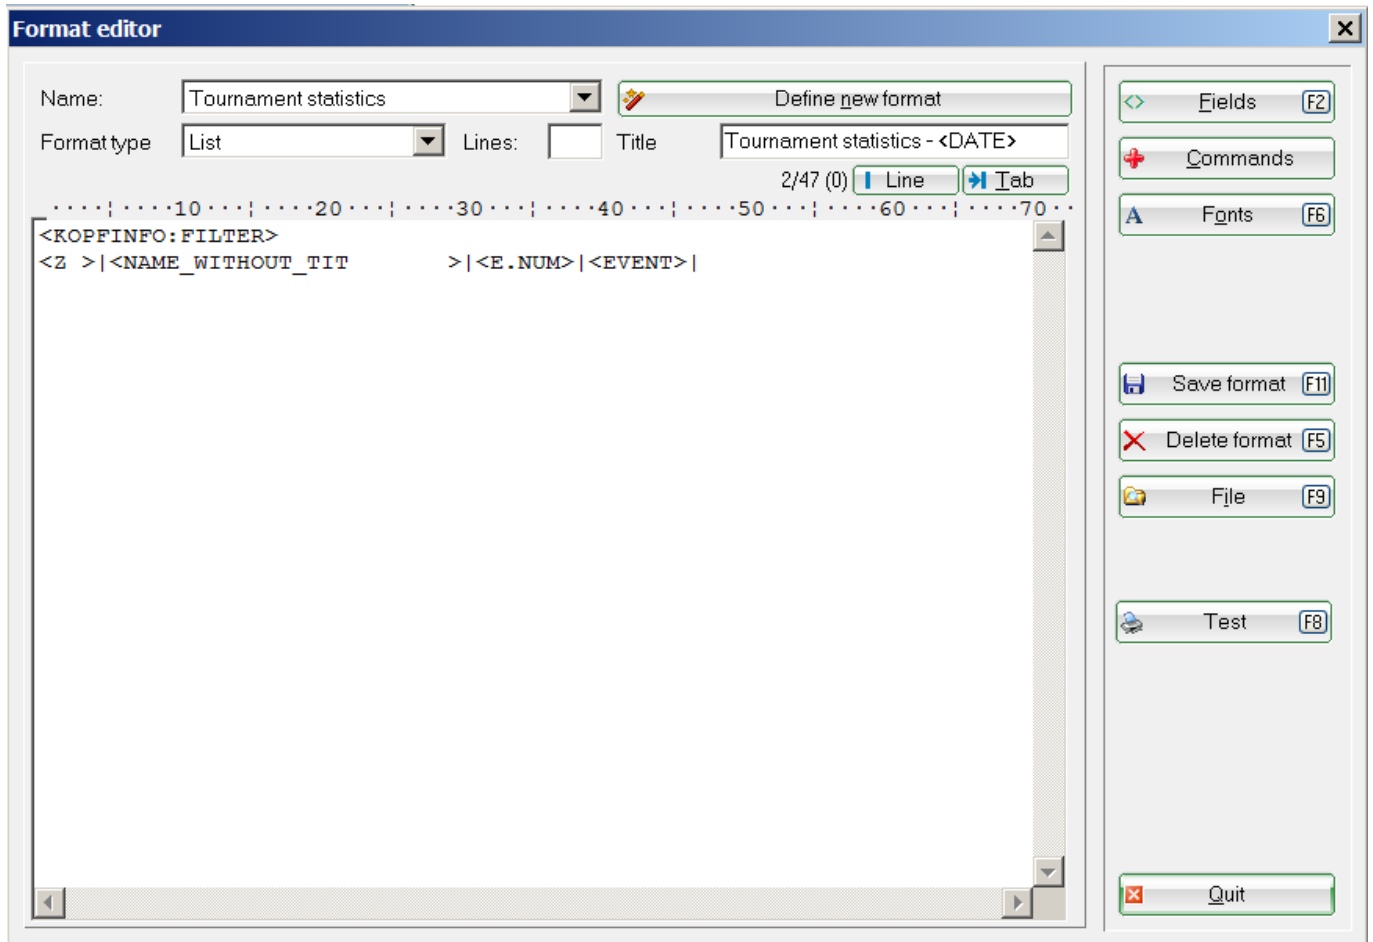 Format editor
Name: Tournament statistics Define new format
Format type List Lines: Title Tournament statistics - <DATE>
2/47 (0) Line Tab
....¦....10...¦....20...¦....30...¦....40...¦....50...¦....60...¦....70..
<KOPFINFO:FILTER>
<Z >|<NAME_WITHOUT_TIT       >|<E.NUM>|<EVENT>|
Fields F2
Commands
Fonts F6
Save format F11
Delete format F5
File F9
Test F8
Quit